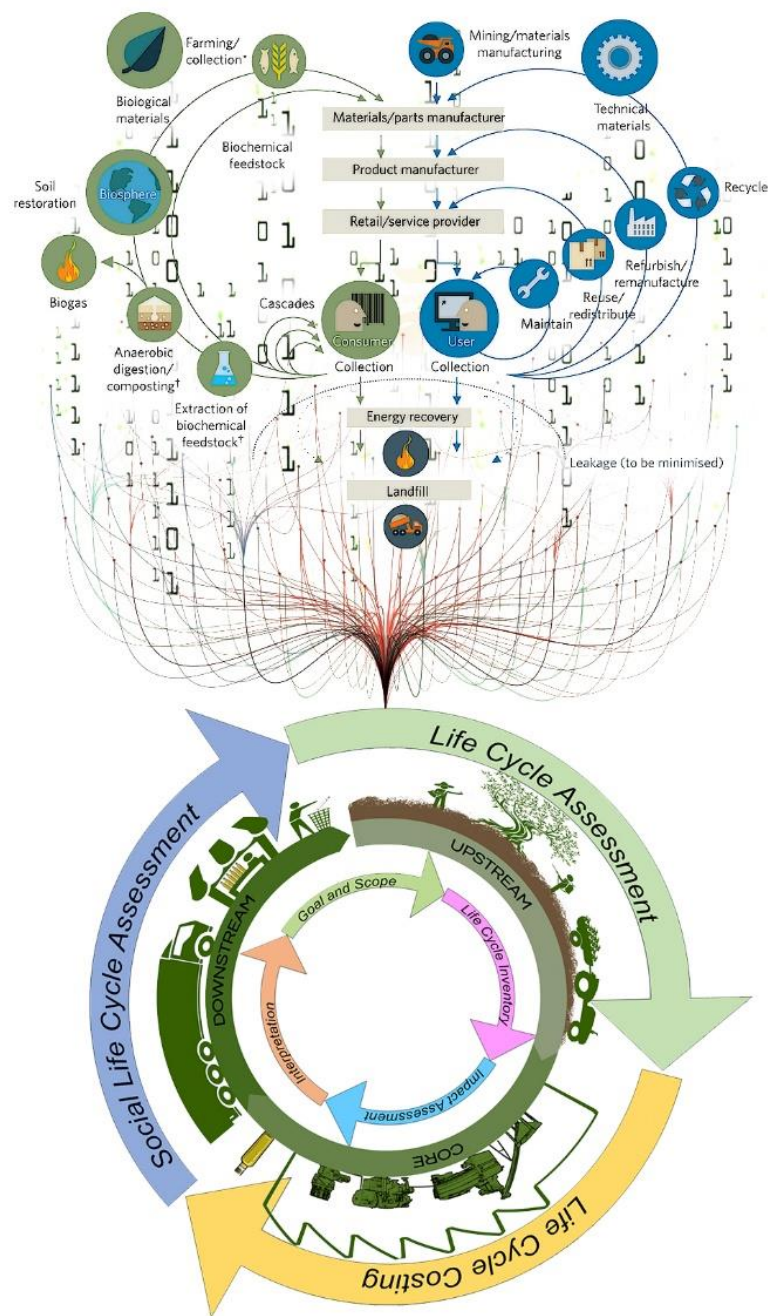 Farming/
collection*
Mining/materials
manufacturing
Biological
materials
Biochemical
feedstock
Materials/parts manufacturer
Technical
materials
Product manufacturer
Soil
restoration
Biosphere
Recycle
Retail/service provider
Refurbish/
remanufacture
Biogas
Cascades
Reuse/
redistribute
Maintain
Consumer
User
Anaerobic
digestion/
composting†
Collection
Collection
Extraction of
biochemical
feedstock†
Energy recovery
Leakage (to be minimised)
Landfill
Life Cycle Assessment
Social Life Cycle Assessment
Life Cycle Costing
UPSTREAM
CORE
DOWNSTREAM
Goal and Scope
Life Cycle Inventory
Impact Assessment
Interpretation